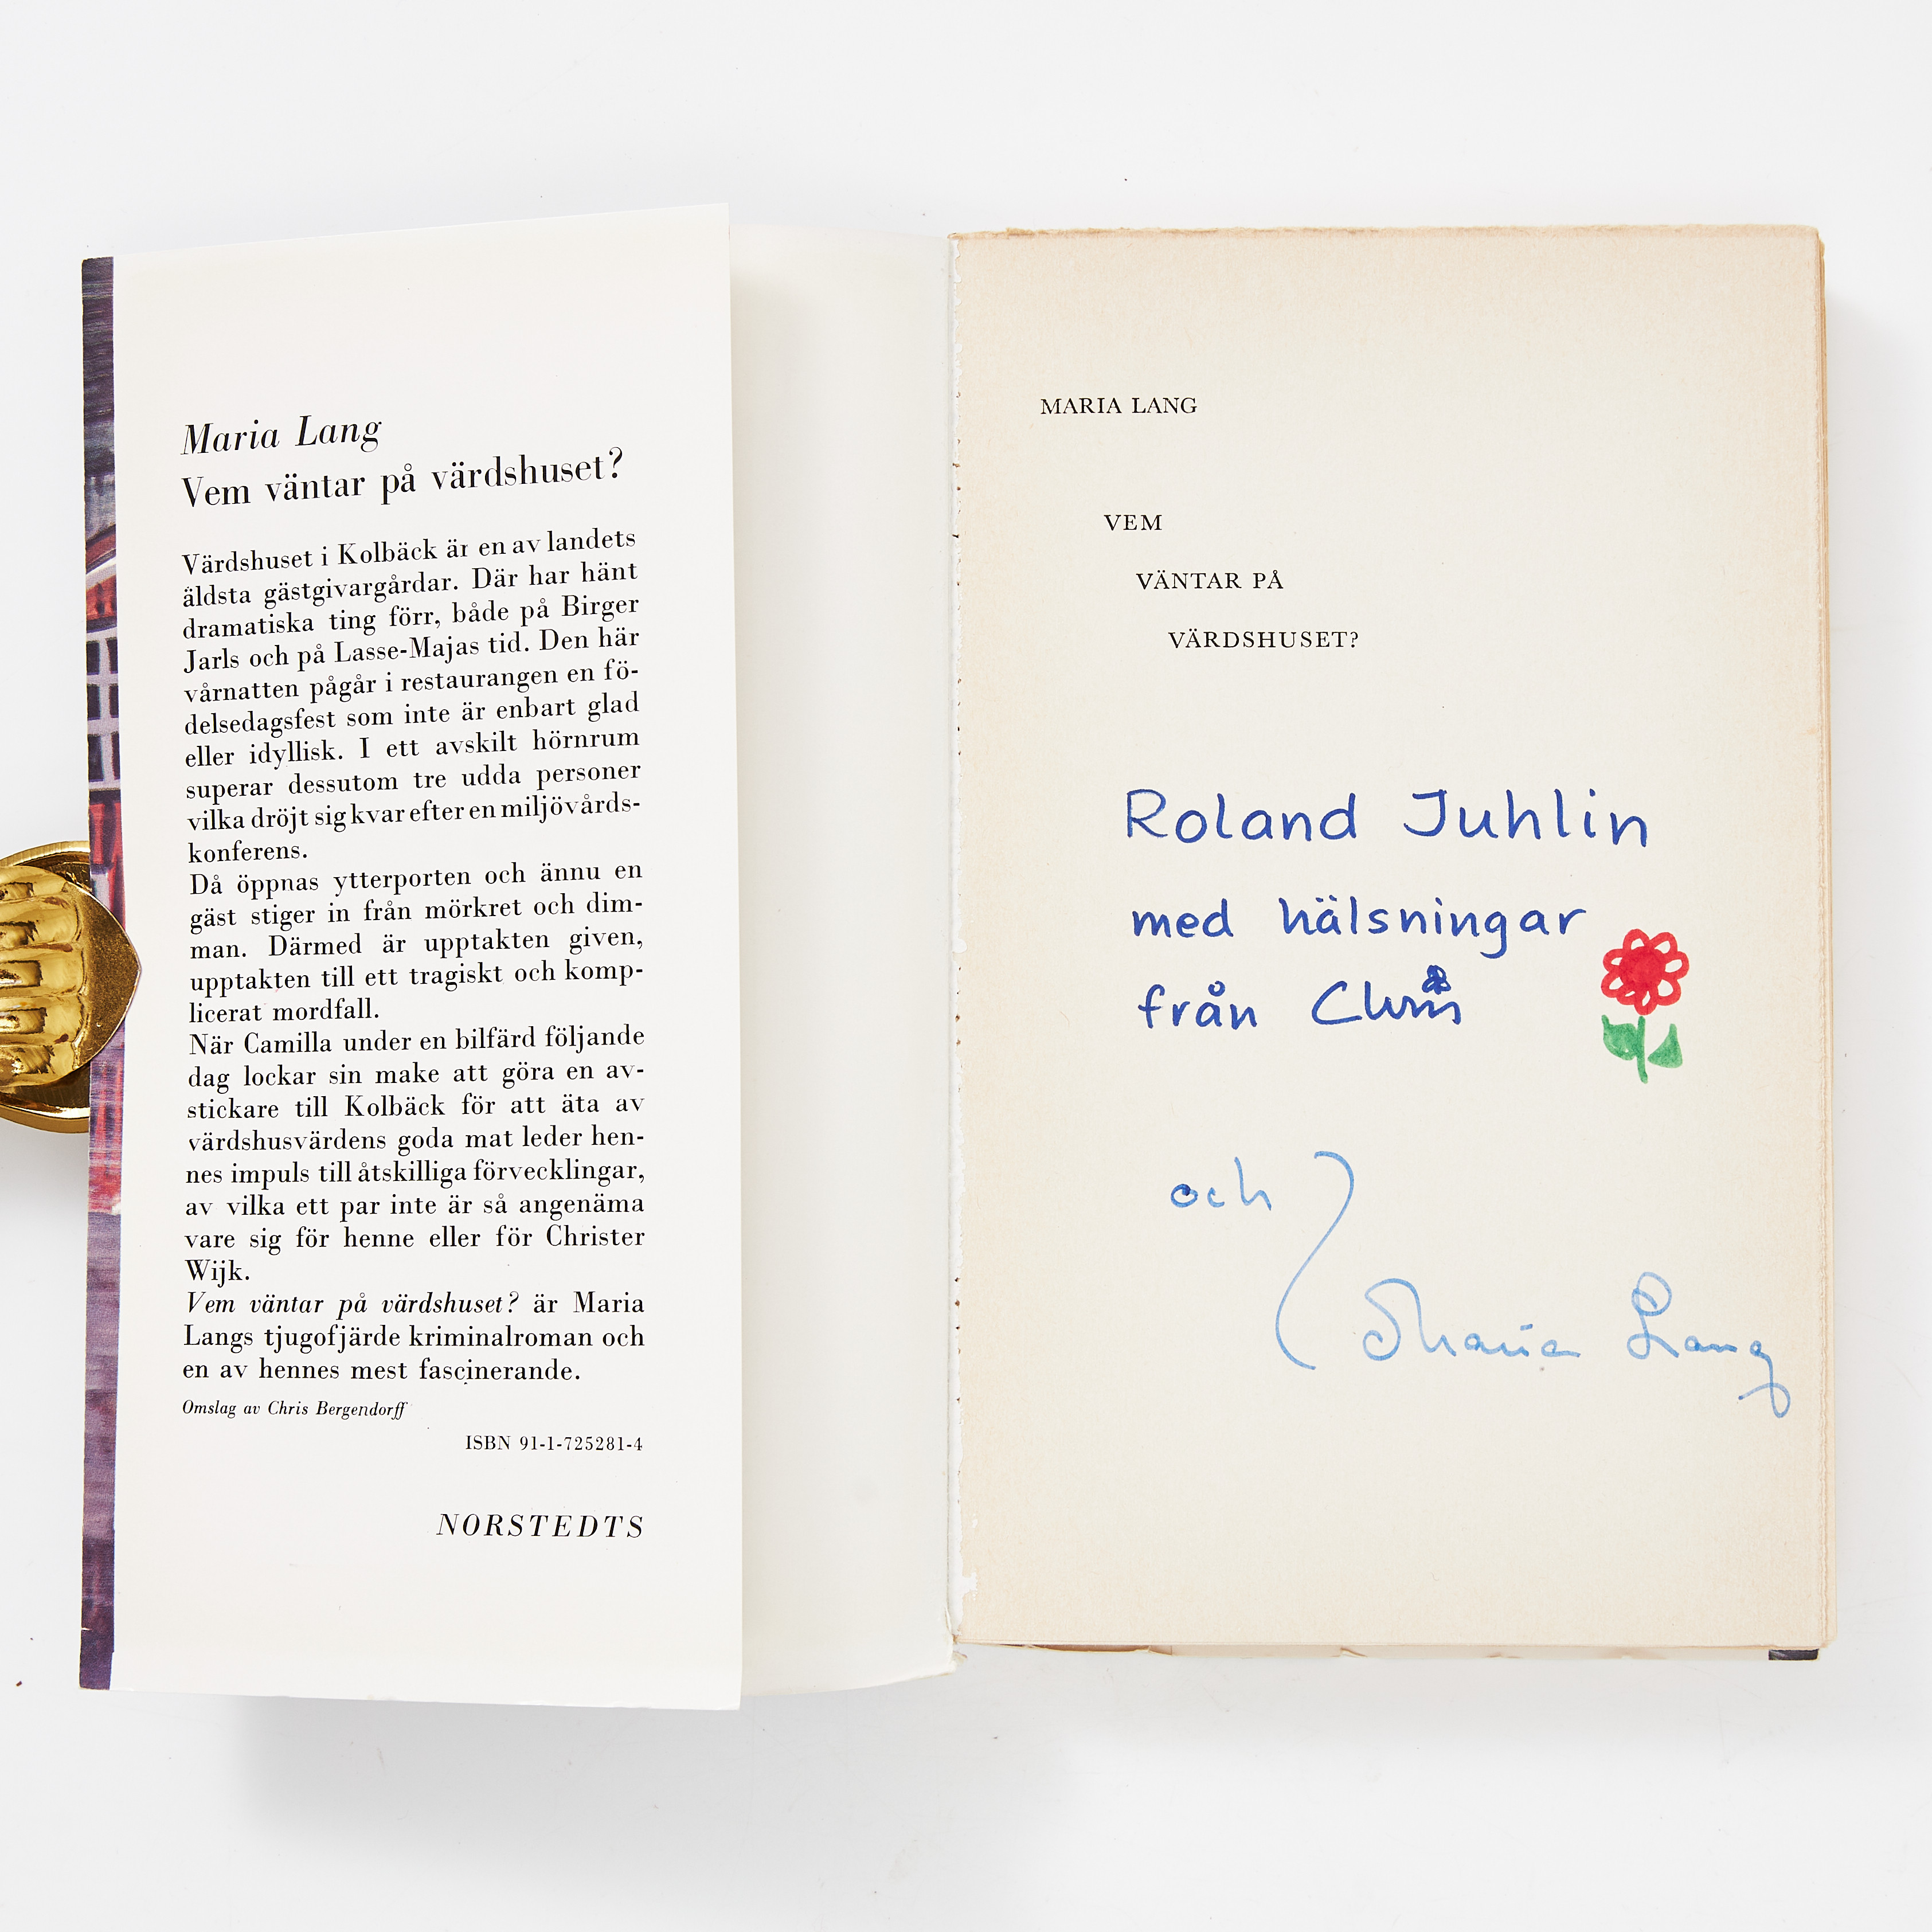 Maria Lang
Vem väntar på värdshuset?
Värdshuset i Kolbäck är en av landets
äldsta gästgivargårdar. Där har hänt
dramatiska ting förr, både på Birger
Jarls och på Lasse-Majas tid. Den här
vårnatten pågår i restaurangen en fö-
delsedagsfest som inte är enbart glad
eller idyllisk. I ett avskilt hörnrum
superar dessutom tre udda personer
vilka dröjt sig kvar efter en miljövårds-
konferens.
Då öppnas ytterporten och ännu en
gäst stiger in från mörkret och dim-
man. Därmed är upptakten given,
upptakten till ett tragiskt och komp-
licerat mordfall.
När Camilla under en bilfärd följande
dag lockar sin make att göra en av-
stickare till Kolbäck för att äta av
värdshusvärdens goda mat leder hen-
nes impuls till åtskilliga förvecklingar,
av vilka ett par inte är så angenäma
vare sig för henne eller för Christer
Wijk.
Vem väntar på värdshuset? är Maria
Langs tjugofjärde kriminalroman och
en av hennes mest fascinerande.
Omslag av Chris Bergendorff
ISBN 91-1-725281-4
NORSTEDTS
MARIA LANG
VEM
VÄNTAR PÅ
VÄRDSHUSET?
Roland Juhlin
med hälsningar
från
och
Maria Lang